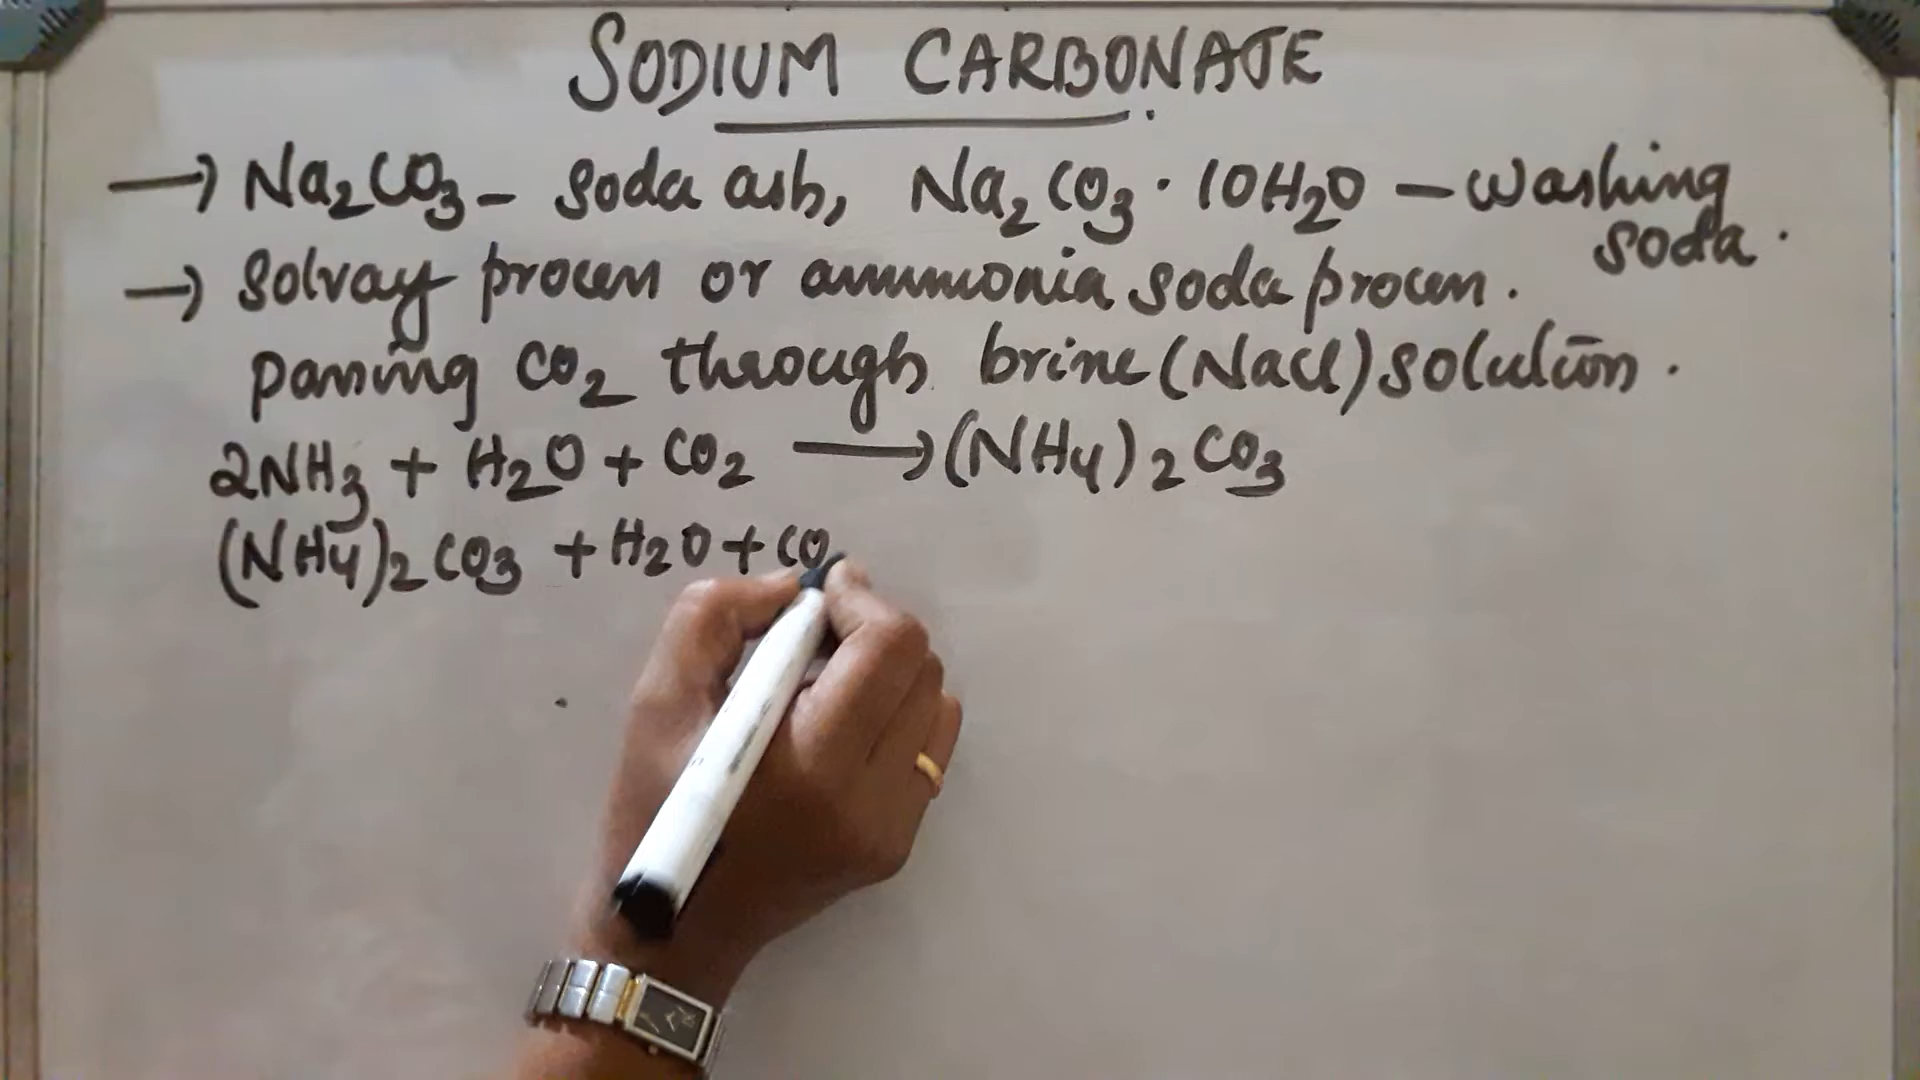 SODIUM CARBONATE
→ Na₂CO₃ - soda ash, Na₂CO₃ · 10H₂O - washing soda.
→ Solvay process or ammonia soda process.
passing CO₂ through brine (NaCl) solution.
2NH₃ + H₂O + CO₂ → (NH₄)₂CO₃
(NH₄)₂CO₃ + H₂O + CO